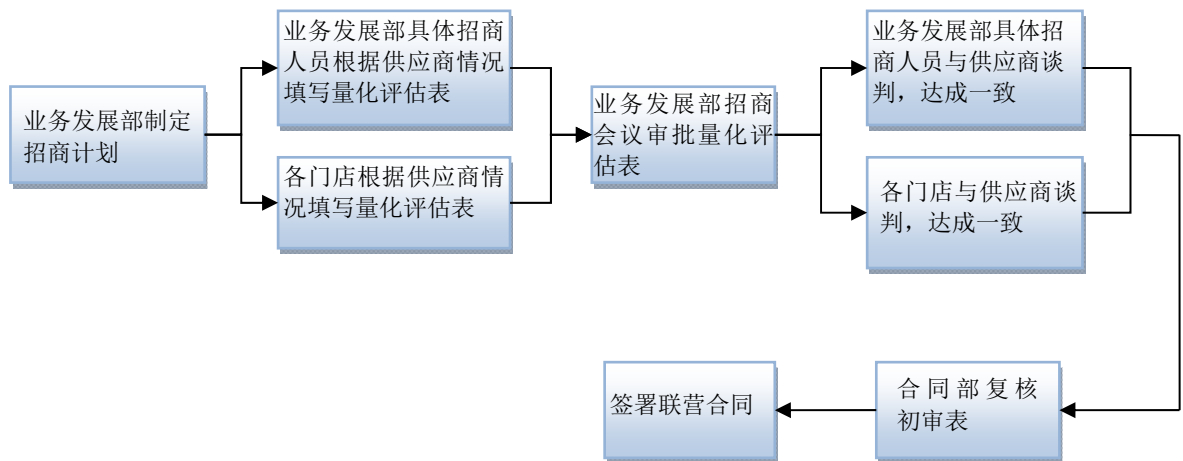 业务发展部制定
招商计划
业务发展部具体招商
人员根据供应商情况
填写量化评估表
各门店根据供应商情
况填写量化评估表
业务发展部招商
会议审批量化评
估表
业务发展部具体招
商人员与供应商谈
判，达成一致
各门店与供应商谈
判，达成一致
合同部复核
初审表
签署联营合同